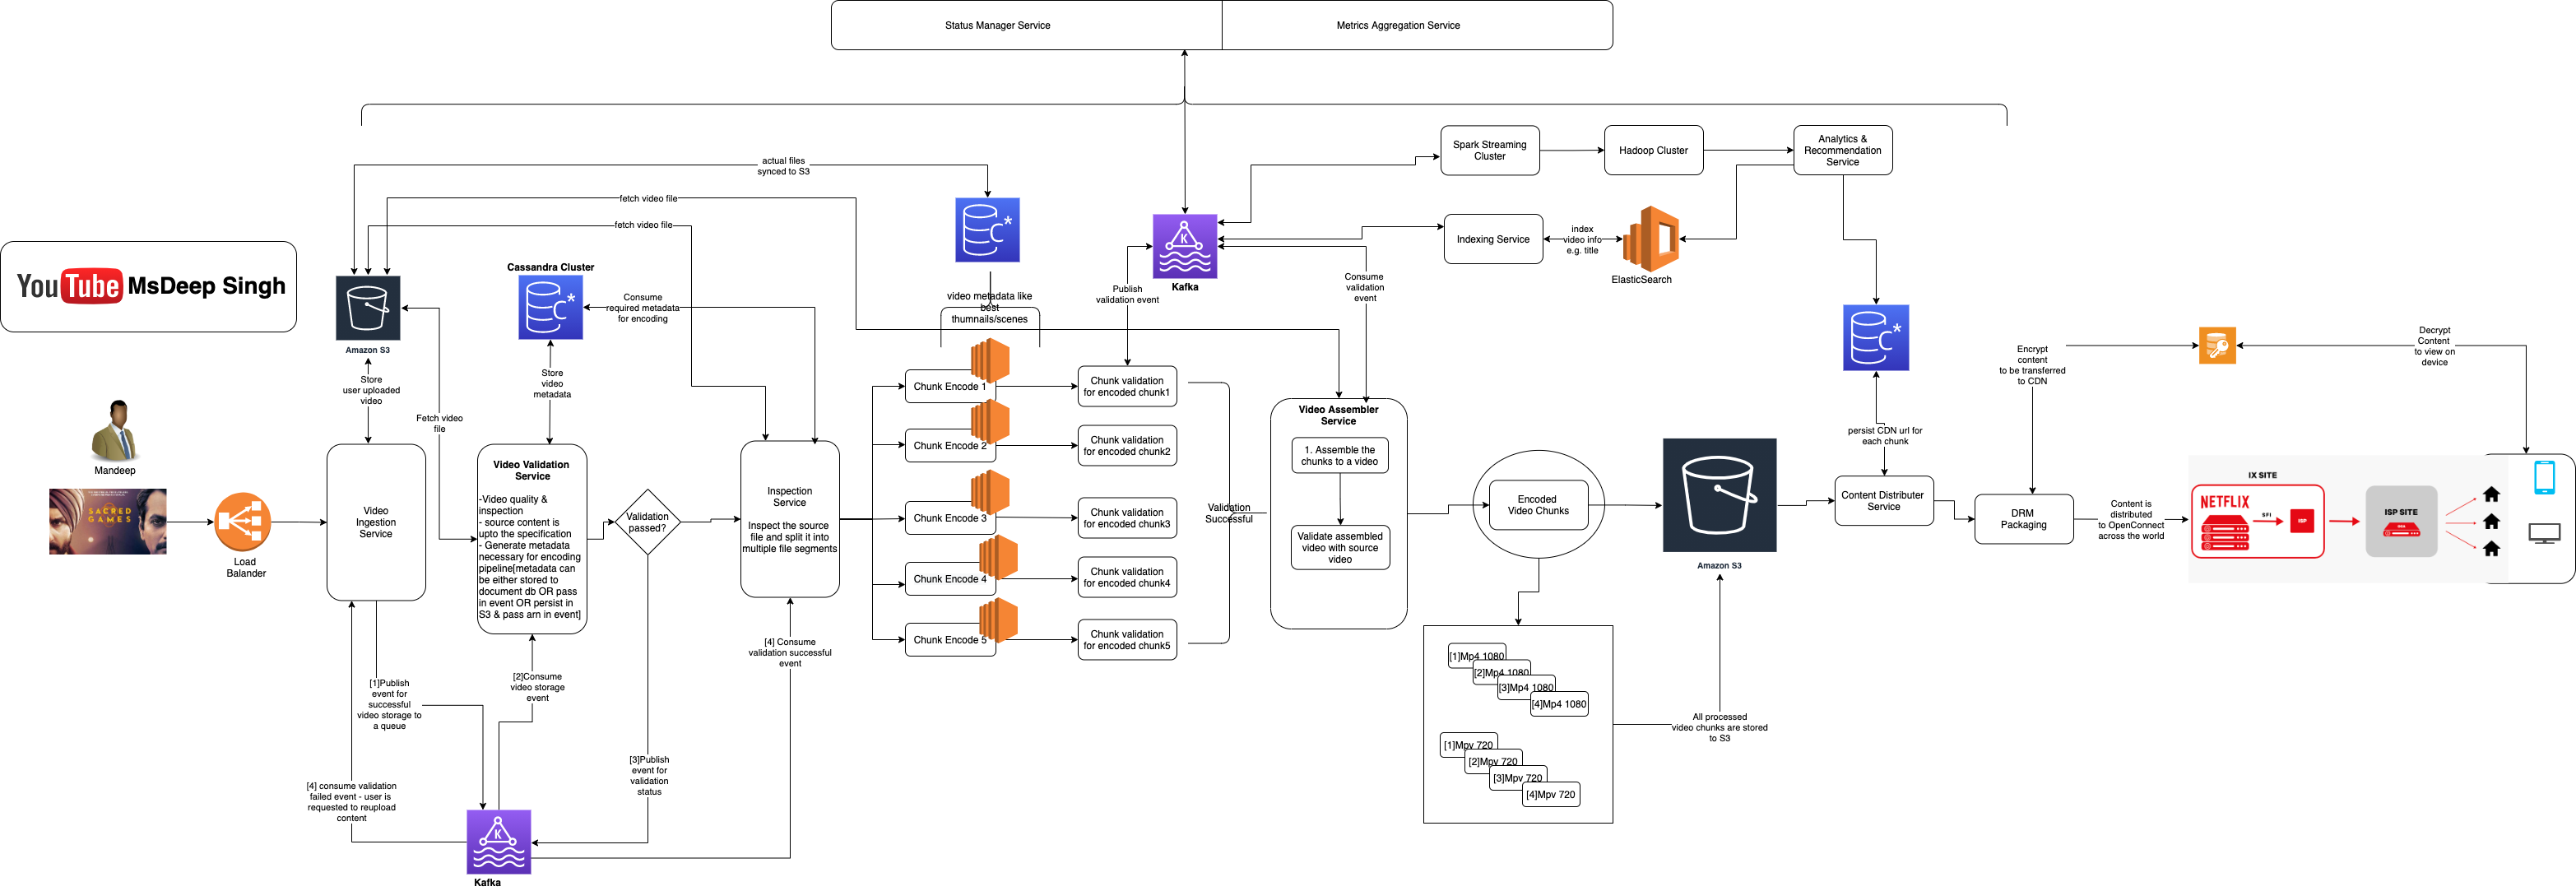 Status Manager Service
Metrics Aggregation Service
actual files
synced to S3
fetch video file
fetch video file
Spark Streaming
Cluster
Hadoop Cluster
Analytics &
Recommendation
Service
YouTube MsDeep Singh
Amazon S3
Cassandra Cluster
Consume
required metadata
for encoding
C*
C*
video metadata like
best
thumnails/scenes
K
Kafka
Publish
validation event
Consume
validation
event
Indexing Service
index
video info
e.g. title
ElasticSearch
C*
Encrypt
content
to be transferred
to CDN
Decrypt
Content
to view on
device
Store
user uploaded
video
Fetch video
file
Store
video
metadata
Mandeep
SACRED
GAMES
Load
Balander
Video
Ingestion
Service
Video Validation
Service
-Video quality &
inspection
- source content is
upto the specification
- Generate metadata
necessary for encoding
pipeline[metadata can
be either stored to
document db OR pass
in event OR persist in
S3 & pass arn in event]
Validation
passed?
Inspection
Service
Inspect the source
file and split it into
multiple file segments
Chunk Encode 1
Chunk Encode 2
Chunk Encode 3
Chunk Encode 4
Chunk Encode 5
Chunk validation
for encoded chunk1
Chunk validation
for encoded chunk2
Chunk validation
for encoded chunk3
Chunk validation
for encoded chunk4
Chunk validation
for encoded chunk5
Validation
Successful
Video Assembler
Service
1. Assemble the
chunks to a video
Validate assembled
video with source
video
Encoded
Video Chunks
Amazon S3
persist CDN url for
each chunk
Content Distributer
Service
DRM
Packaging
Content is
distributed
to OpenConnect
across the world
IX SITE
NETFLIX
SFI
ISP
ISP SITE
[1]Publish
event for
successful
video storage to
a queue
[2]Consume
video storage
event
[3]Publish
event for
validation
status
[4] Consume
validation successful
event
[4] consume validation
failed event - user is
requested to reupload
content
K
Kafka
[1]Mp4 1080
[2]Mp4 1080
[3]Mp4 1080
[4]Mp4 1080
[1]Mpv 720
[2]Mpv 720
[3]Mpv 720
[4]Mpv 720
All processed
video chunks are stored
to S3